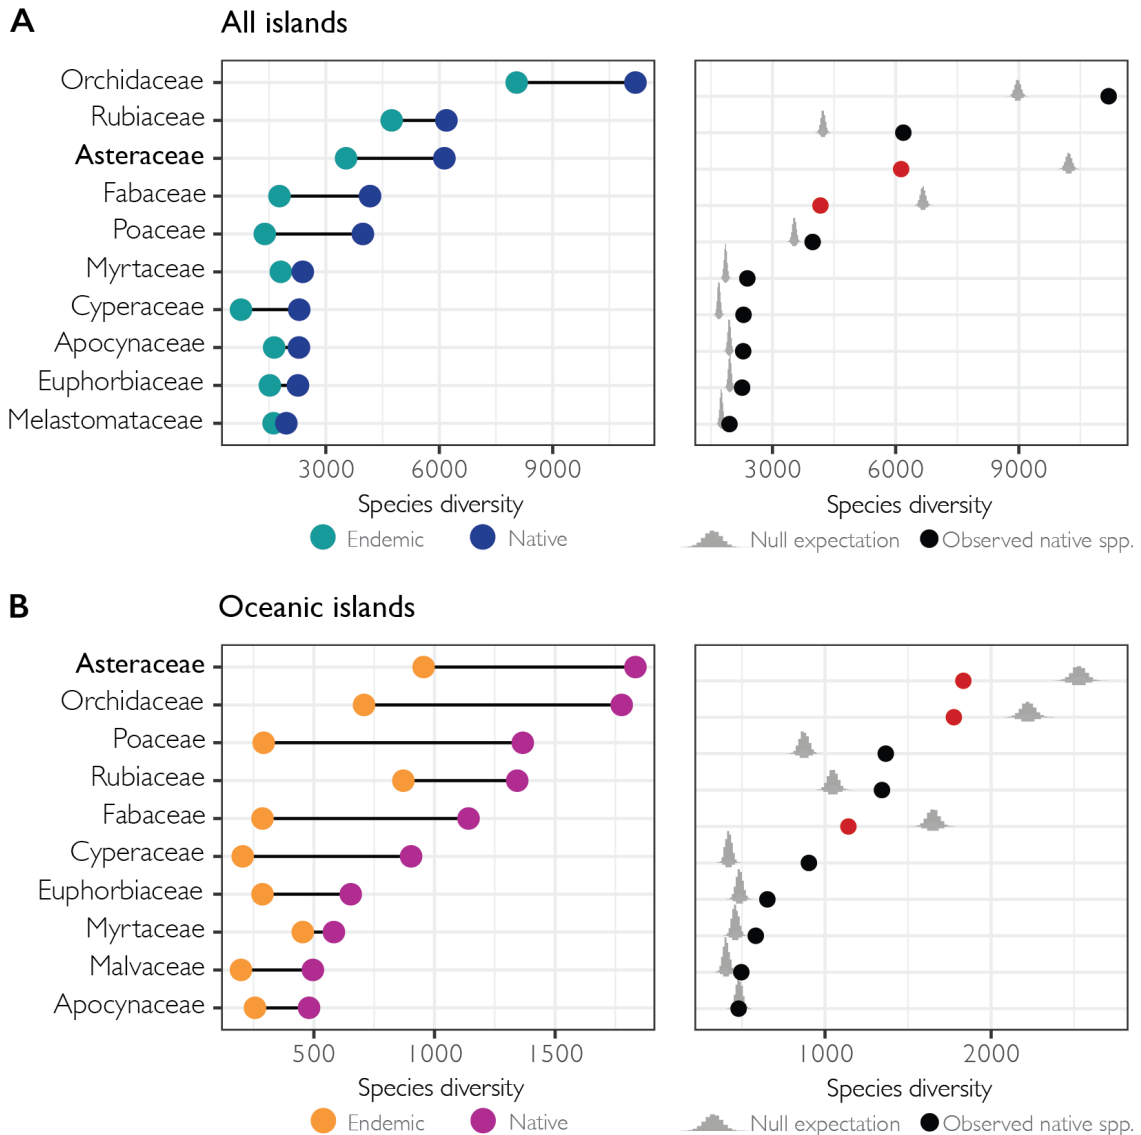 A
All islands
Orchidaceae
Rubiaceae
Asteraceae
Fabaceae
Poaceae
Myrtaceae
Cyperaceae
Apocynaceae
Euphorbiaceae
Melastomataceae
3000 6000 9000
Species diversity
Endemic Native
3000 6000 9000
Species diversity
Null expectation Observed native spp.
B
Oceanic islands
Asteraceae
Orchidaceae
Poaceae
Rubiaceae
Fabaceae
Cyperaceae
Euphorbiaceae
Myrtaceae
Malvaceae
Apocynaceae
500 1000 1500
Species diversity
Endemic Native
1000 2000
Species diversity
Null expectation Observed native spp.